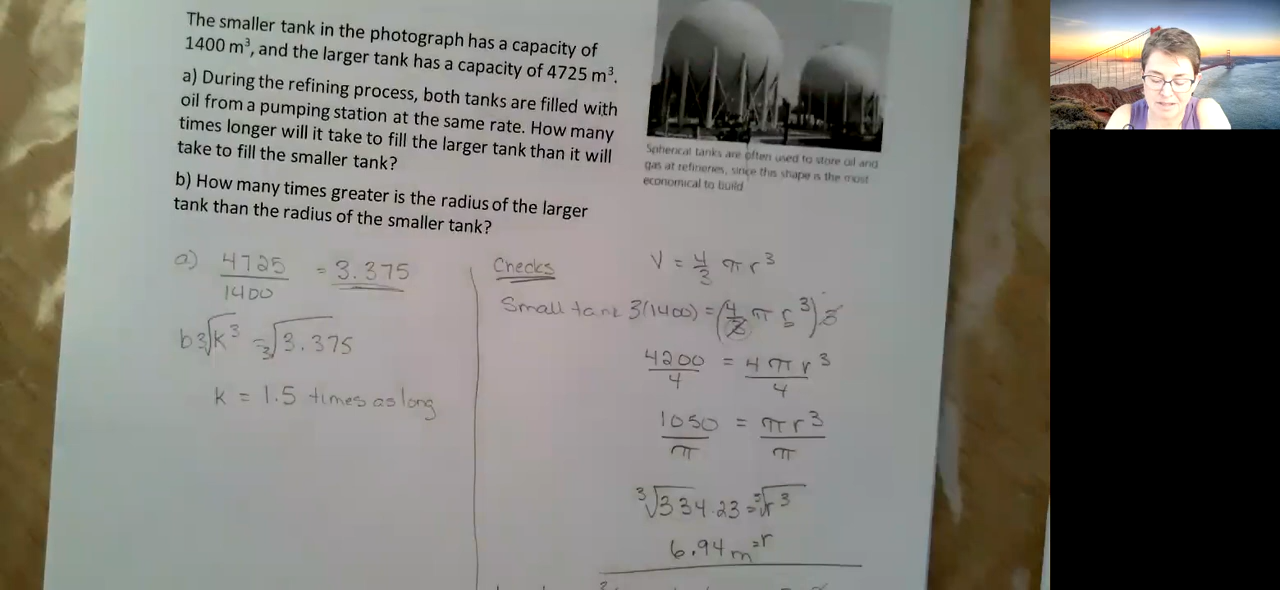 The smaller tank in the photograph has a capacity of
1400 m³, and the larger tank has a capacity of 4725 m³.
a) During the refining process, both tanks are filled with
oil from a pumping station at the same rate. How many
times longer will it take to fill the larger tank than it will
take to fill the smaller tank?
b) How many times greater is the radius of the larger
tank than the radius of the smaller tank?
Spherical tanks are often used to store oil and
gas at refineries, since this shape is the most
economical to build
a) 4725/1400 = 3.375
b ∛k³ = ∛3.375
k = 1.5 times as long
Checks
V = 4/3 πr³
Small tank 3(1400) = (4/3 π r³)3
4200/4 = 4πr³/4
1050/π = πr³/π
∛334.23 = ∛r³
6.94 m = r